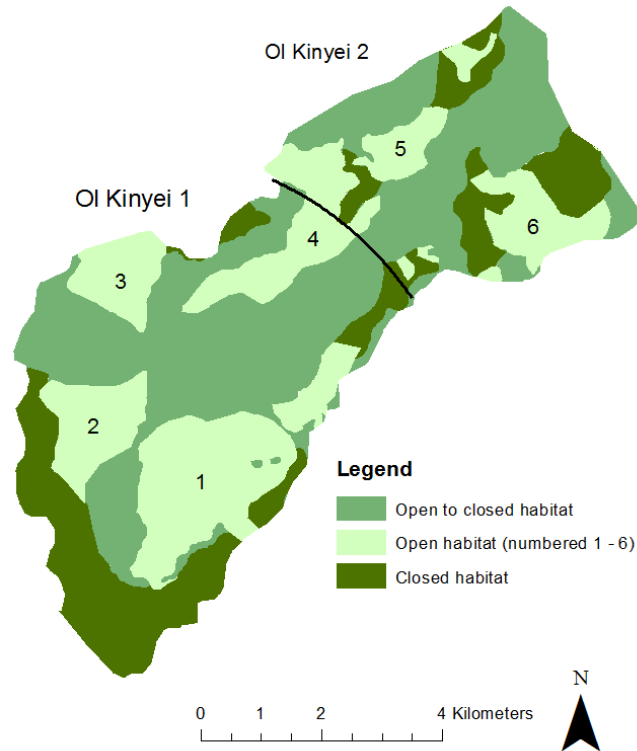 Ol Kinyei 2
5
Ol Kinyei 1
6
4
3
2
1
Legend
Open to closed habitat
Open habitat (numbered 1 - 6)
Closed habitat
N
0 1 2 4 Kilometers